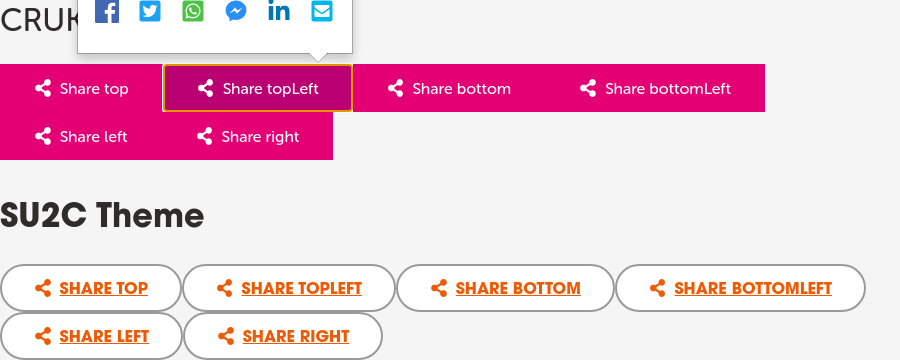 CRUK
Share top
Share topLeft
Share bottom
Share bottomLeft
Share left
Share right
SU2C Theme
SHARE TOP
SHARE TOPLEFT
SHARE BOTTOM
SHARE BOTTOMLEFT
SHARE LEFT
SHARE RIGHT